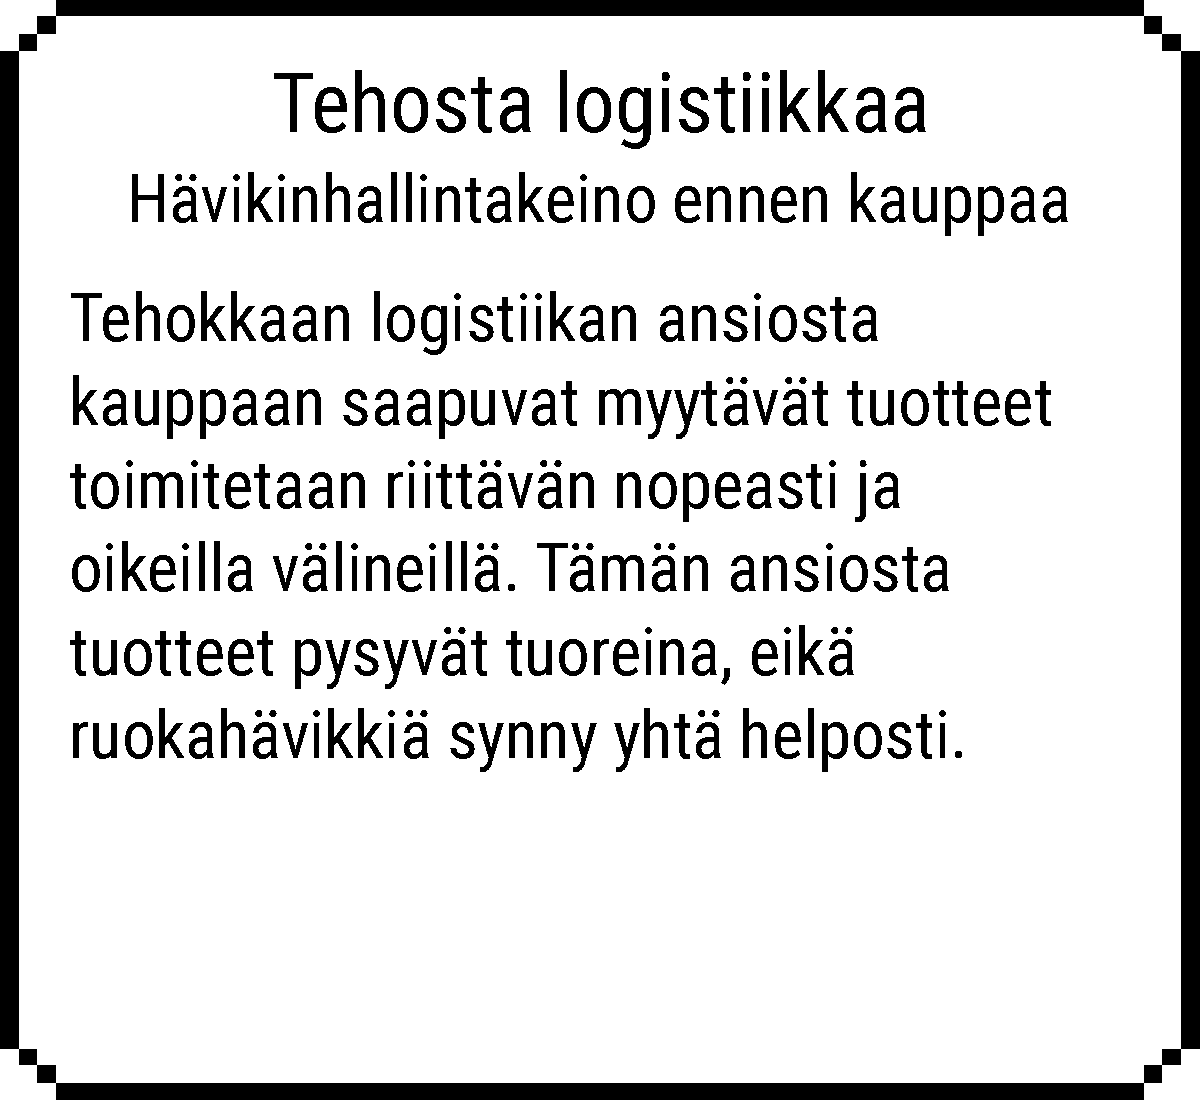 Tehosta logistiikkaa
Hävikinhallintakeino ennen kauppaa
Tehokkaan logistiikan ansiosta
kauppaan saapuvat myytävät tuotteet
toimitetaan riittävän nopeasti ja
oikeilla välineillä. Tämän ansiosta
tuotteet pysyvät tuoreina, eikä
ruokahävikkiä synny yhtä helposti.